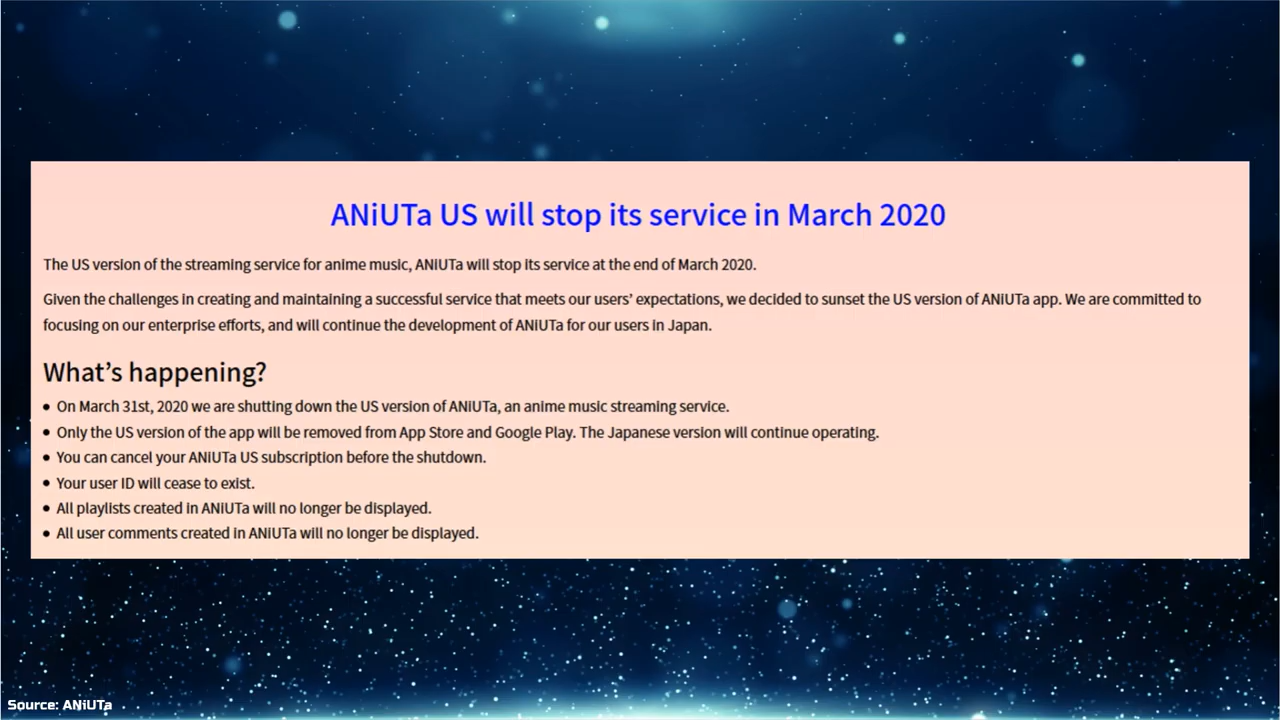 ANiUTa US will stop its service in March 2020
The US version of the streaming service for anime music, ANiUTa will stop its service at the end of March 2020.
Given the challenges in creating and maintaining a successful service that meets our users’ expectations, we decided to sunset the US version of ANiUTa app. We are committed to
focusing on our enterprise efforts, and will continue the development of ANiUTa for our users in Japan.
What’s happening?
● On March 31st, 2020 we are shutting down the US version of ANiUTa, an anime music streaming service.
● Only the US version of the app will be removed from App Store and Google Play. The Japanese version will continue operating.
● You can cancel your ANiUTa US subscription before the shutdown.
● Your user ID will cease to exist.
● All playlists created in ANiUTa will no longer be displayed.
● All user comments created in ANiUTa will no longer be displayed.
Source: ANiUTa